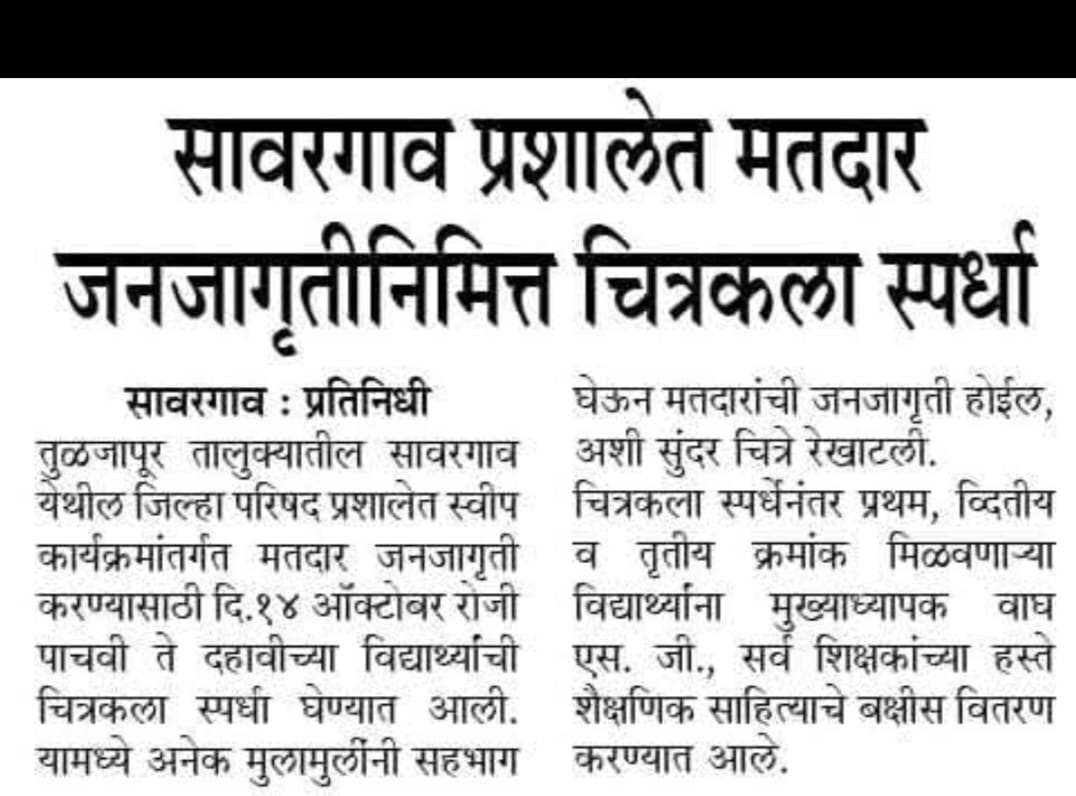 सावरगाव प्रशालेत मतदार
जनजागृतीनिमित्त चित्रकला स्पर्धा
सावरगाव : प्रतिनिधी
तुळजापूर तालुक्यातील सावरगाव
येथील जिल्हा परिषद प्रशालेत स्वीप
कार्यक्रमांतर्गत मतदार जनजागृती
करण्यासाठी दि.१४ ऑक्टोबर रोजी
पाचवी ते दहावीच्या विद्यार्थ्यांची
चित्रकला स्पर्धा घेण्यात आली.
यामध्ये अनेक मुलामुलींनी सहभाग
घेऊन मतदारांची जनजागृती होईल,
अशी सुंदर चित्रे रेखाटली.
चित्रकला स्पर्धेनंतर प्रथम, व्दितीय
व तृतीय क्रमांक मिळवणाऱ्या
विद्यार्थ्यांना मुख्याध्यापक वाघ
एस. जी., सर्व शिक्षकांच्या हस्ते
शैक्षणिक साहित्याचे बक्षीस वितरण
करण्यात आले.